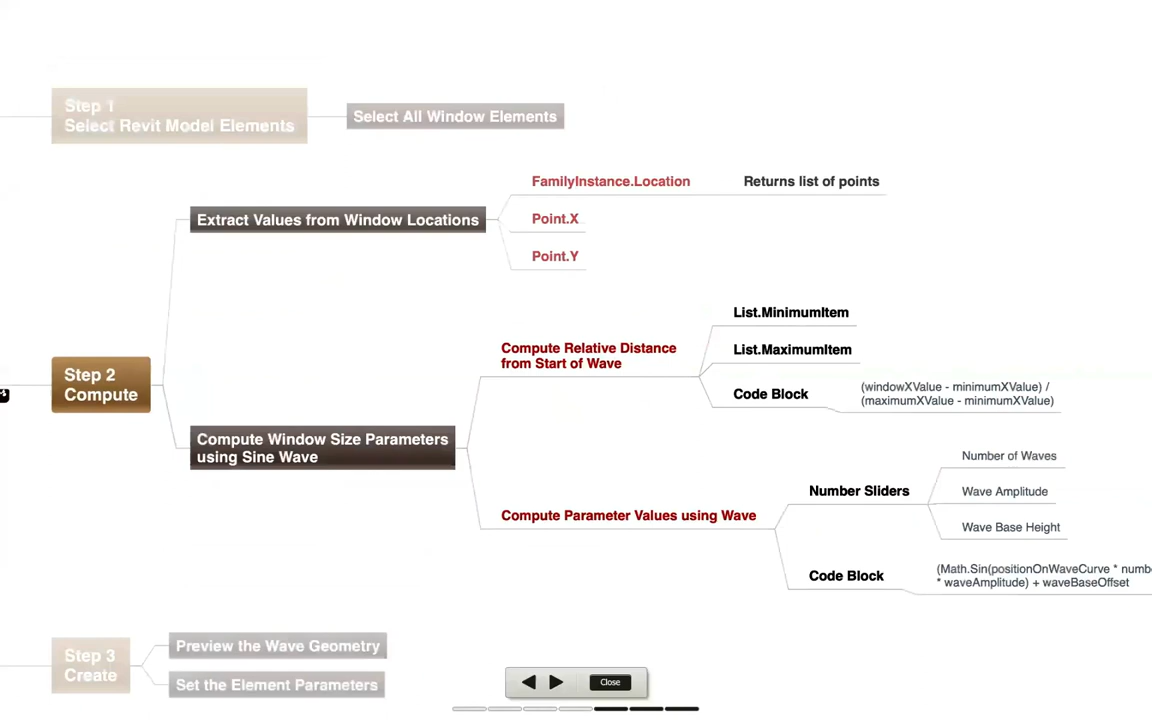 Step 1
Select Revit Model Elements
Select All Window Elements
FamilyInstance.Location
Returns list of points
Extract Values from Window Locations
Point.X
Point.Y
List.MinimumItem
Compute Relative Distance
from Start of Wave
List.MaximumItem
Code Block
(windowXValue - minimumXValue) /
(maximumXValue - minimumXValue)
Step 2
Compute
Compute Window Size Parameters
using Sine Wave
Number of Waves
Number Sliders
Wave Amplitude
Compute Parameter Values using Wave
Wave Base Height
Code Block
(Math.Sin(positionOnWaveCurve *
* waveAmplitude) + waveBaseOffset
Step 3
Create
Preview the Wave Geometry
Set the Element Parameters
Close